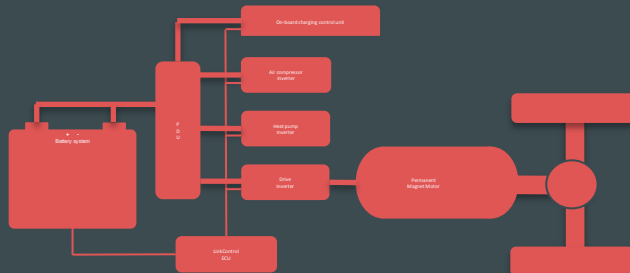 On-board charging control unit
Air compressor
Inverter
P
D
U
Heat pump
Inverter
+ -
Battery system
Drive
Inverter
Permanent
Magnet Motor
LinkControl
ECU